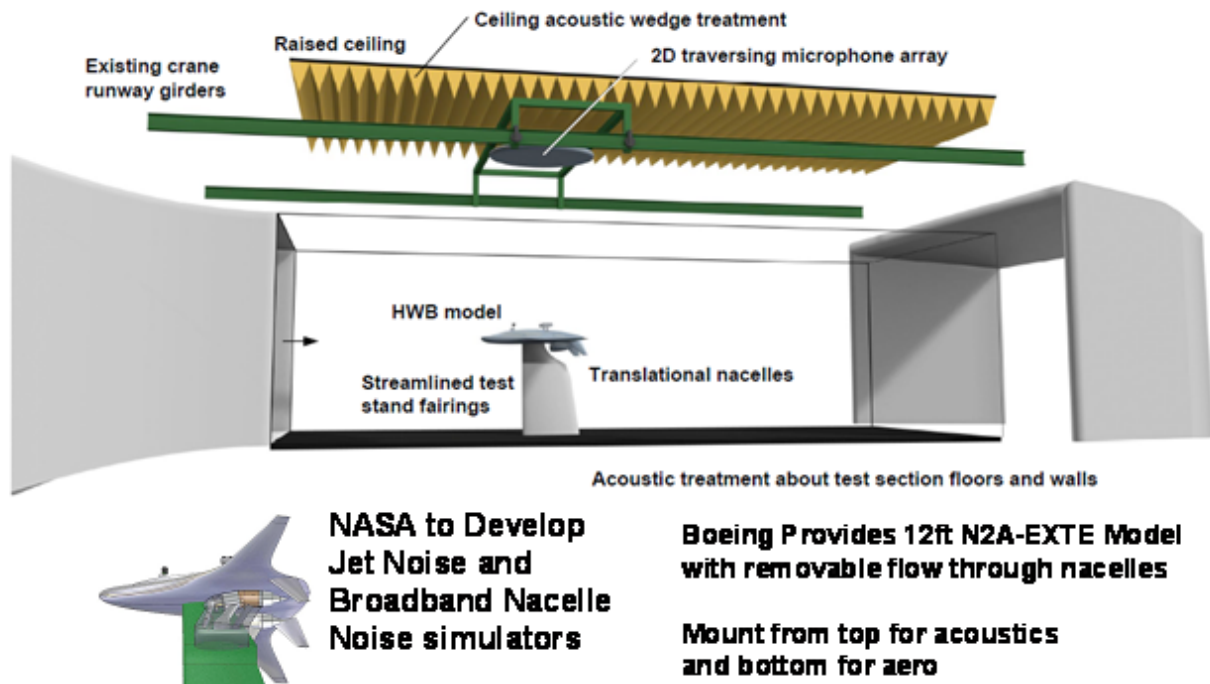 Ceiling acoustic wedge treatment
Raised ceiling
2D traversing microphone array
Existing crane
runway girders
HWB model
Translational nacelles
Streamlined test
stand fairings
Acoustic treatment about test section floors and walls
NASA to Develop
Jet Noise and
Broadband Nacelle
Noise simulators
Boeing Provides 12ft N2A-EXTE Model
with removable flow through nacelles
Mount from top for acoustics
and bottom for aero